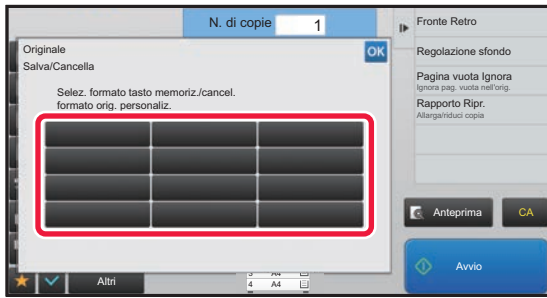 N. di copie 1
Originale
OK
Salva/Cancella
Selez. formato tasto memoriz./cancel.
formato orig. personaliz.
Fronte Retro
Regolazione sfondo
Pagina vuota Ignora
Ignora pag. vuota nell'orig.
Rapporto Ripr.
Allarga/riduci copia
Anteprima
CA
Avvio
Altri
3 A4
4 A4